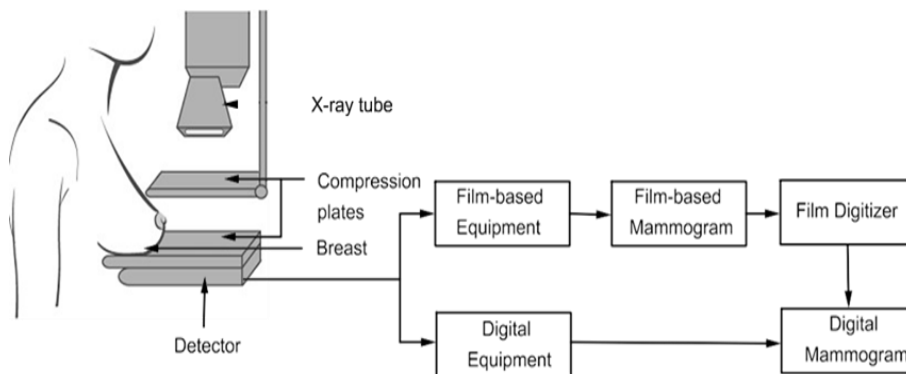 X-ray tube
Compression
plates
Breast
Detector
Film-based
Equipment
Film-based
Mammogram
Film Digitizer
Digital
Equipment
Digital
Mammogram